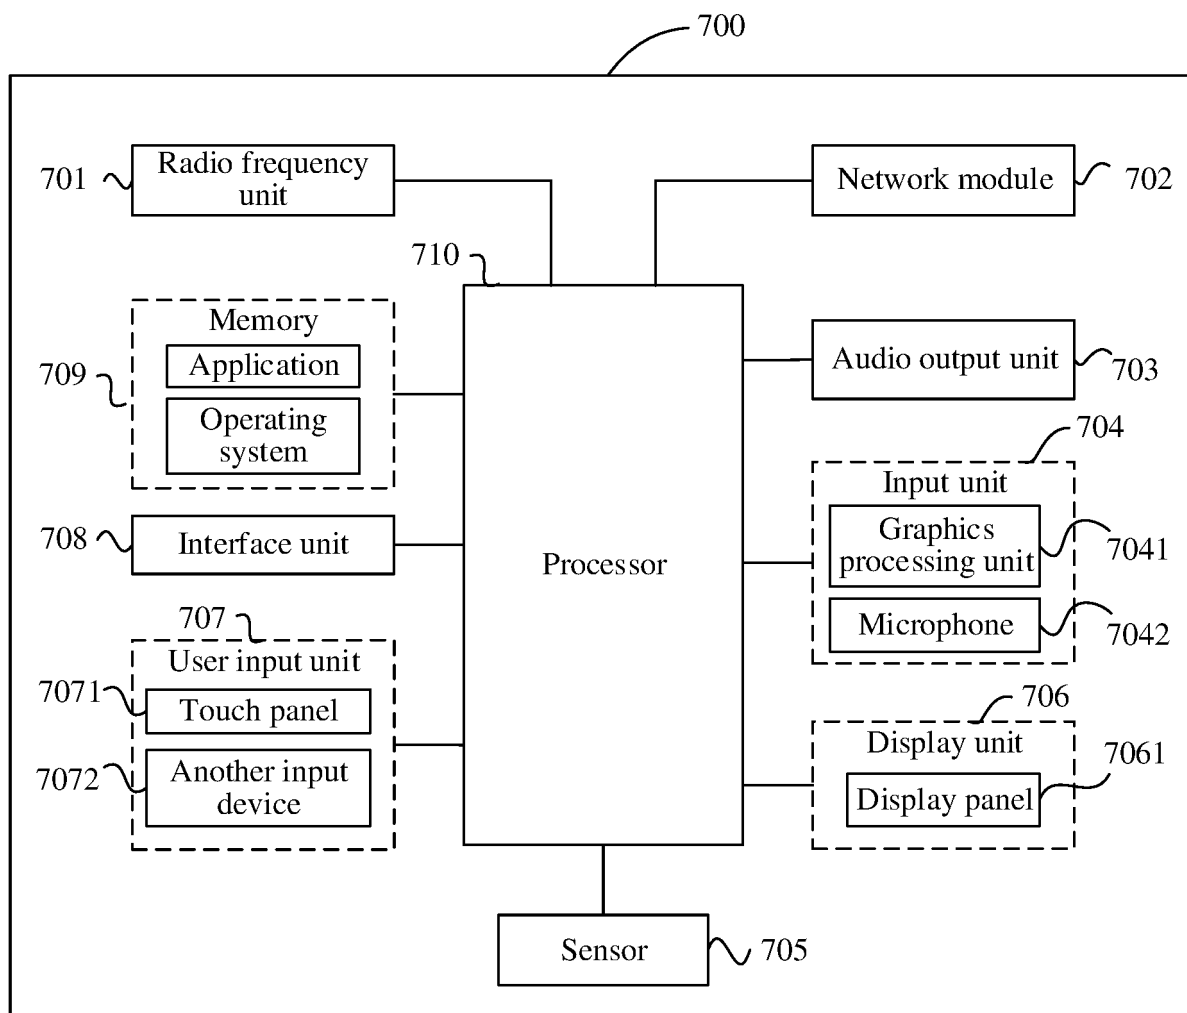 700
701
Radio frequency
unit
Network module
702
710
Memory
Application
Operating
system
709
Audio output unit
703
704
Input unit
Graphics
processing unit
7041
Microphone
7042
708
Interface unit
Processor
707
User input unit
7071
Touch panel
7072
Another input
device
706
Display unit
7061
Display panel
Sensor
705